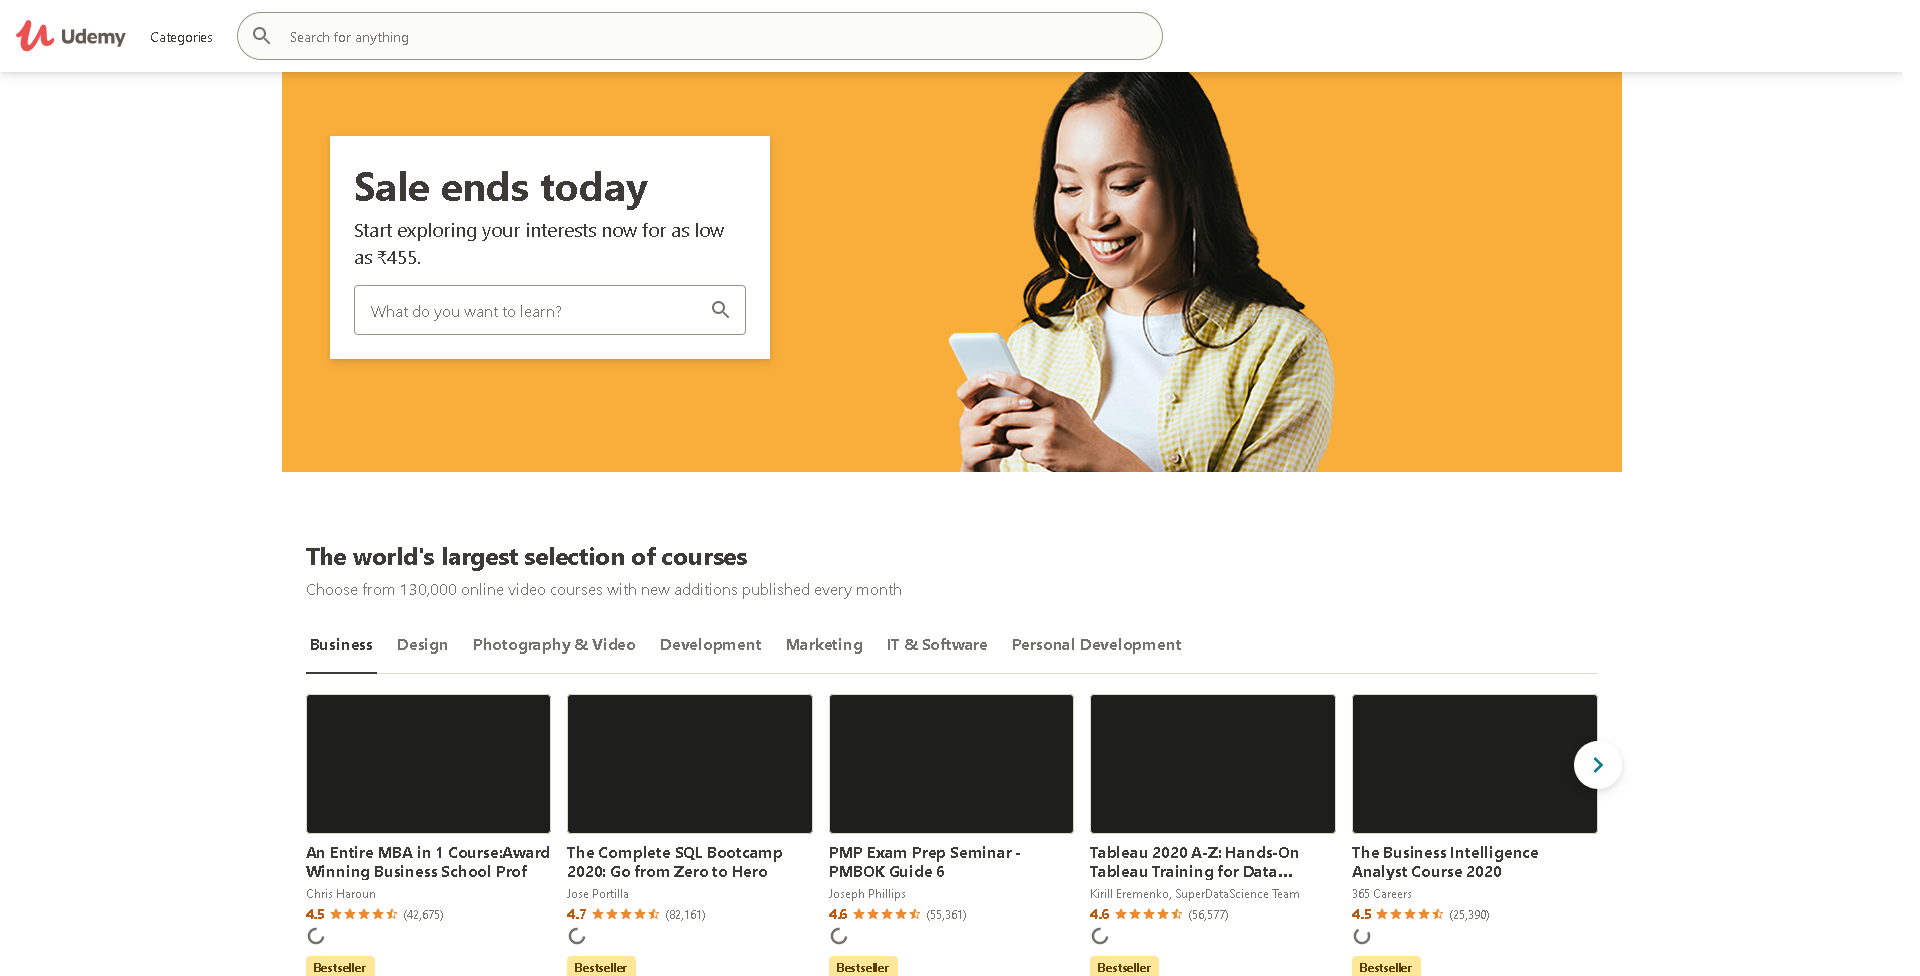 Udemy
Categories
Search for anything
Sale ends today
Start exploring your interests now for as low
as ₹455.
What do you want to learn?
The world's largest selection of courses
Choose from 130,000 online video courses with new additions published every month
Business
Design
Photography & Video
Development
Marketing
IT & Software
Personal Development
An Entire MBA in 1 Course:Award
Winning Business School Prof
Chris Haroun
4.5 (42,675)
Bestseller
The Complete SQL Bootcamp
2020: Go from Zero to Hero
Jose Portilla
4.7 (82,161)
Bestseller
PMP Exam Prep Seminar -
PMBOK Guide 6
Joseph Phillips
4.6 (55,361)
Bestseller
Tableau 2020 A-Z: Hands-On
Tableau Training for Data...
Kirill Eremenko, SuperDataScience Team
4.6 (56,577)
Bestseller
The Business Intelligence
Analyst Course 2020
365 Careers
4.5 (25,390)
Bestseller